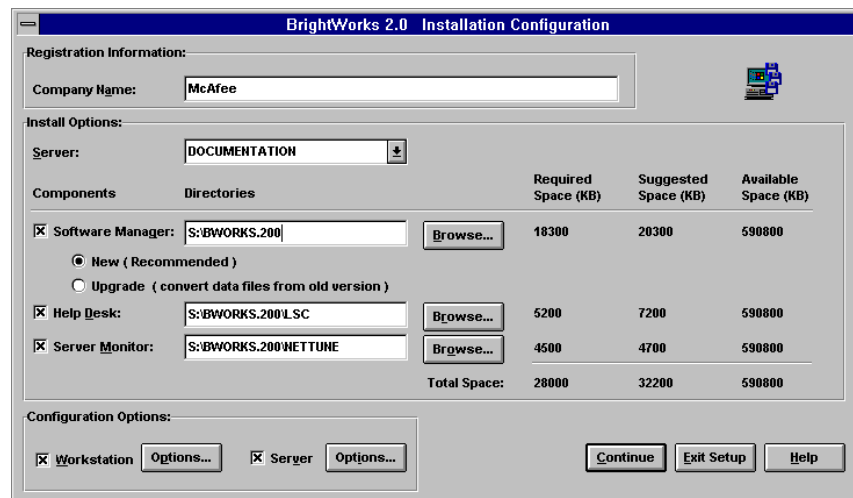 BrightWorks 2.0 Installation Configuration
Registration Information:
Company Name: McAfee
Install Options:
Server: DOCUMENTATION
Required Suggested Available
Components Directories Space (KB) Space (KB) Space (KB)
Software Manager: S:\BWORKS.200 Browse... 18300 20300 590800
New ( Recommended )
Upgrade ( convert data files from old version )
Help Desk: S:\BWORKS.200\LSC Browse... 5200 7200 590800
Server Monitor: S:\BWORKS.200\NETTUNE Browse... 4500 4700 590800
Total Space: 28000 32200 590800
Configuration Options:
Workstation Options... Server Options... Continue Exit Setup Help